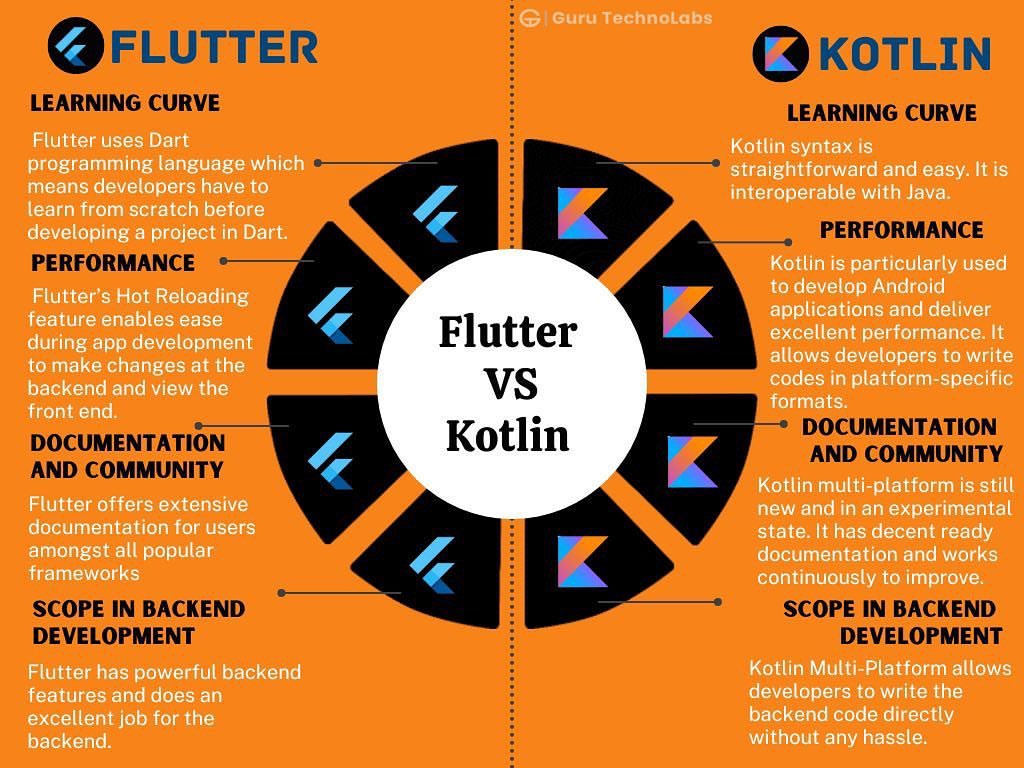 Guru TechnoLabs
FLUTTER
LEARNING CURVE
Flutter uses Dart
programming language which
means developers have to
learn from scratch before
developing a project in Dart.
PERFORMANCE
Flutter's Hot Reloading
feature enables ease
during app development
to make changes at the
backend and view the
front end.
DOCUMENTATION
AND COMMUNITY
Flutter offers extensive
documentation for users
amongst all popular
frameworks
SCOPE IN BACKEND
DEVELOPMENT
Flutter has powerful backend
features and does an
excellent job for the
backend.
Flutter
VS
Kotlin
KOTLIN
LEARNING CURVE
Kotlin syntax is
straightforward and easy. It is
interoperable with Java.
PERFORMANCE
Kotlin is particularly used
to develop Android
applications and deliver
excellent performance. It
allows developers to write
codes in platform-specific
formats.
DOCUMENTATION
AND COMMUNITY
Kotlin multi-platform is still
new and in an experimental
state. It has decent ready
documentation and works
continuously to improve.
SCOPE IN BACKEND
DEVELOPMENT
Kotlin Multi-Platform allows
developers to write the
backend code directly
without any hassle.